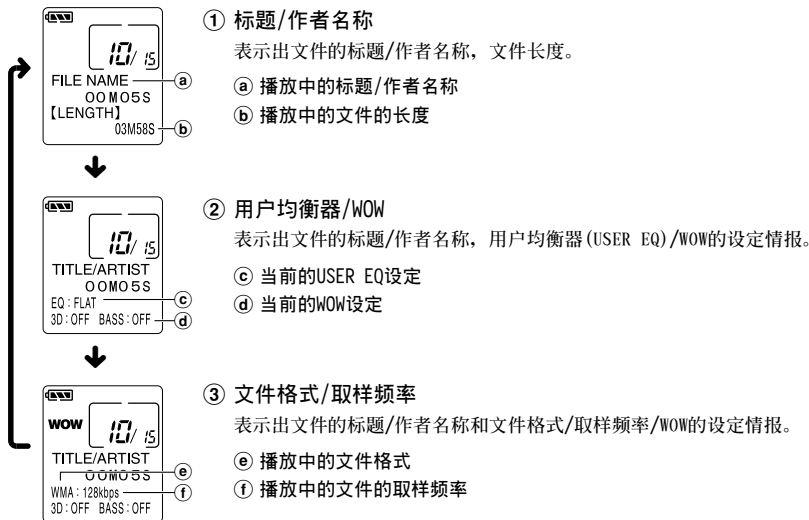 ① 标题/作者名称
表示出文件的标题/作者名称，文件长度。
ⓐ 播放中的标题/作者名称
ⓑ 播放中的文件的长度
10/15
FILE NAME ⓐ
00M05S
【LENGTH】
03M58S ⓑ
② 用户均衡器/WOW
表示出文件的标题/作者名称，用户均衡器(USER EQ)/WOW的设定情报。
ⓒ 当前的USER EQ设定
ⓓ 当前的WOW设定
10/15
TITLE/ARTIST
00M05S
EQ:FLAT ⓒ
3D:OFF BASS:OFF ⓓ
③ 文件格式/取样频率
表示出文件的标题/作者名称和文件格式/取样频率/WOW的设定情报。
ⓔ 播放中的文件格式
ⓕ 播放中的文件的取样频率
WOW 10/15
TITLE/ARTIST
00M05S ⓔ
WMA:128kbps ⓕ
3D:OFF BASS:OFF